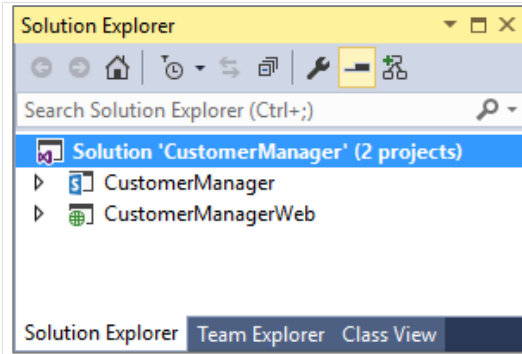 Solution Explorer
Search Solution Explorer (Ctrl+;)
Solution 'CustomerManager' (2 projects)
CustomerManager
CustomerManagerWeb
Solution Explorer Team Explorer Class View